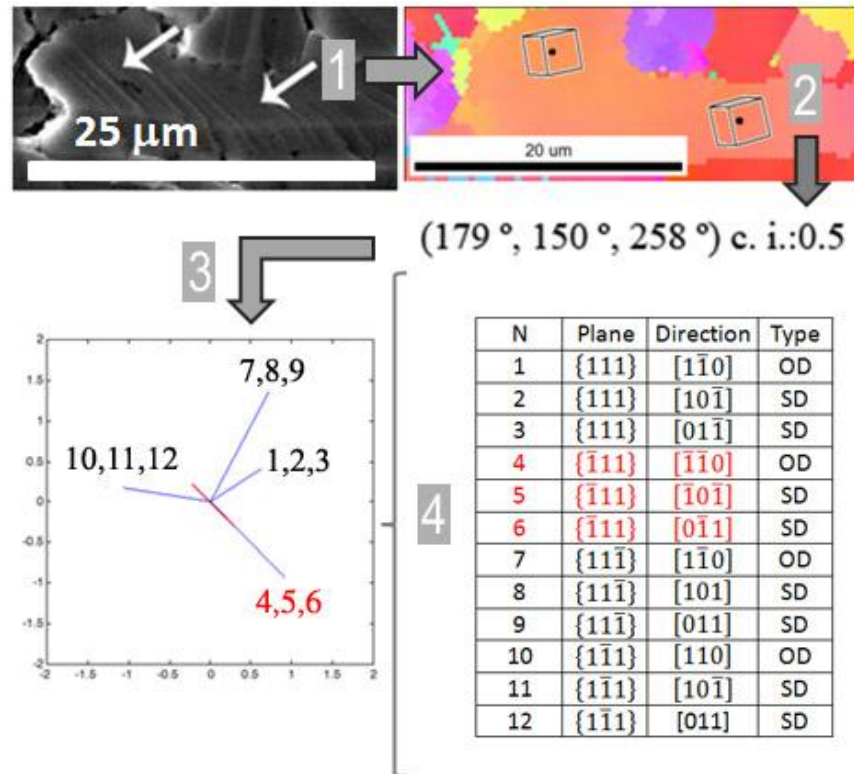 1
25 μm
20 um
2
(179 °, 150 °, 258 °) c. i.:0.5
3
2
1.5
7,8,9
1
0.5
10,11,12
1,2,3
0
-0.5
-1
4,5,6
-1.5
-2
-2 -1.5 -1 -0.5 0 0.5 1 1.5 2
4
N Plane Direction Type
1 {111} [11̅0] OD
2 {111} [101̅] SD
3 {111} [011̅] SD
4 {1̅11} [1̅1̅0] OD
5 {1̅11} [1̅01̅] SD
6 {1̅11} [01̅1] SD
7 {111̅} [11̅0] OD
8 {111̅} [101] SD
9 {111̅} [011] SD
10 {11̅1} [110] OD
11 {11̅1} [101̅] SD
12 {11̅1} [011] SD